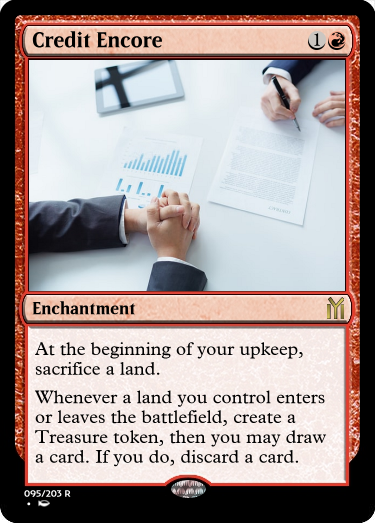 Credit Encore
1
Enchantment
At the beginning of your upkeep,
sacrifice a land.
Whenever a land you control enters
or leaves the battlefield, create a
Treasure token, then you may draw
a card. If you do, discard a card.
095/203 R